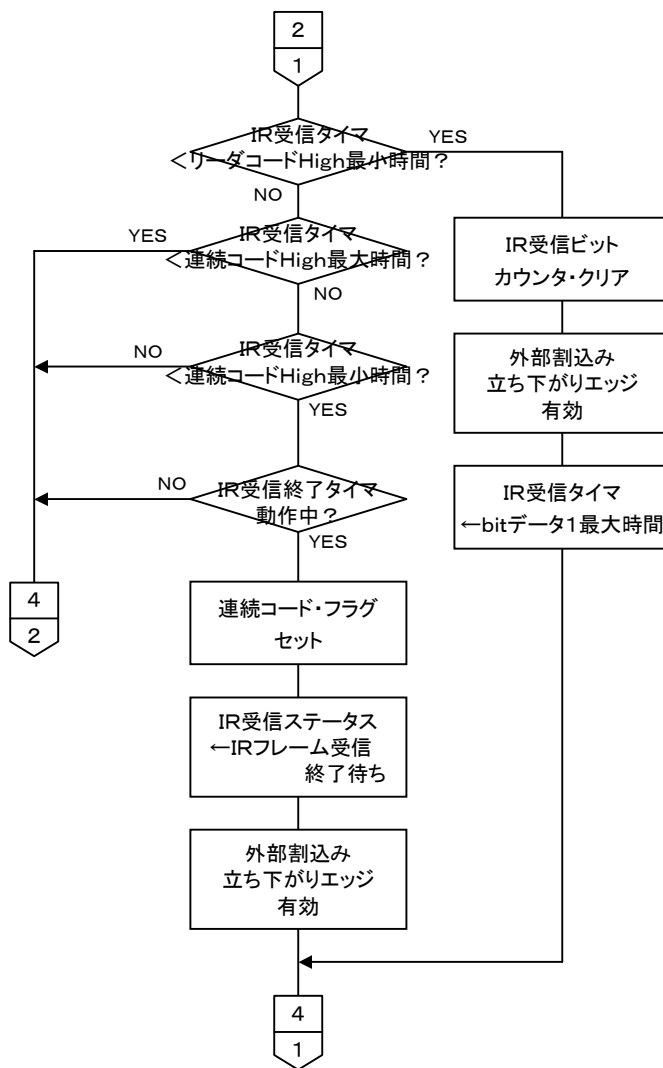 2
1
IR受信タイマ
<リーダコードHigh最小時間？
YES
NO
IR受信タイマ
<連続コードHigh最大時間？
YES
NO
IR受信ビット
カウンタ・クリア
IR受信タイマ
<連続コードHigh最小時間？
NO
YES
外部割込み
立ち下がりエッジ
有効
IR受信終了タイマ
動作中？
NO
YES
IR受信タイマ
←bitデータ1最大時間
4
2
連続コード・フラグ
セット
IR受信ステータス
←IRフレーム受信
終了待ち
外部割込み
立ち下がりエッジ
有効
4
1